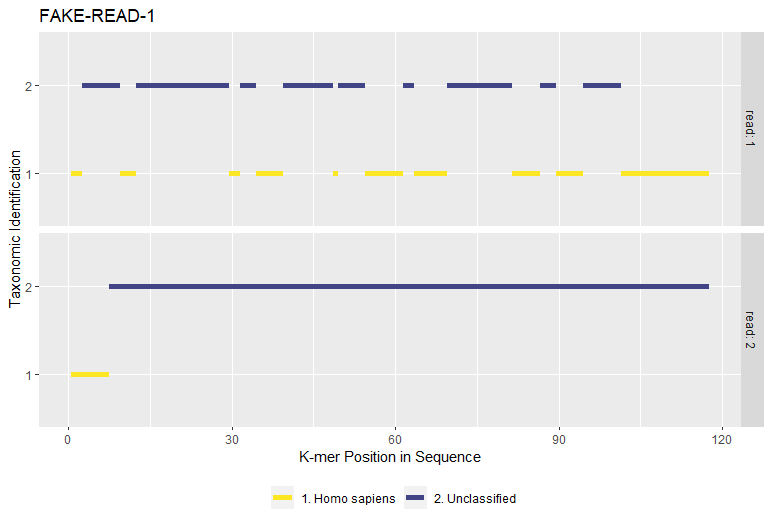 FAKE-READ-1
Taxonomic Identification
2
1
read: 1
2
1
read: 2
0 30 60 90 120
K-mer Position in Sequence
1. Homo sapiens 2. Unclassified